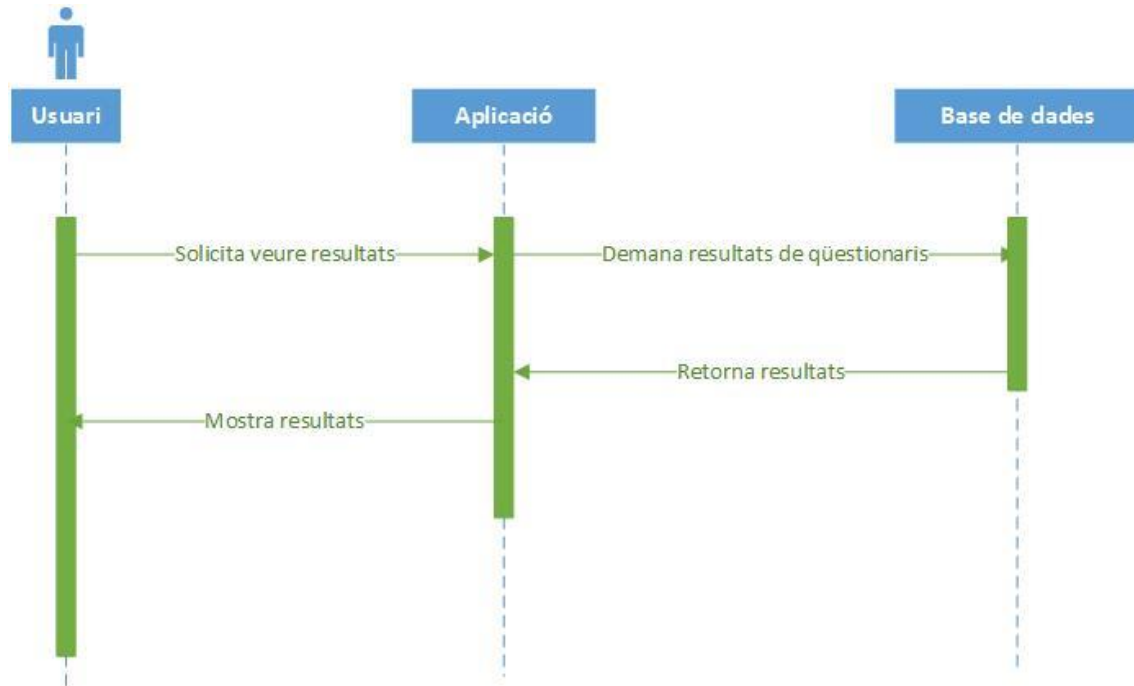 Usuari
Aplicació
Base de dades
Solicita veure resultats
Demana resultats de qüestionaris
Retorna resultats
Mostra resultats